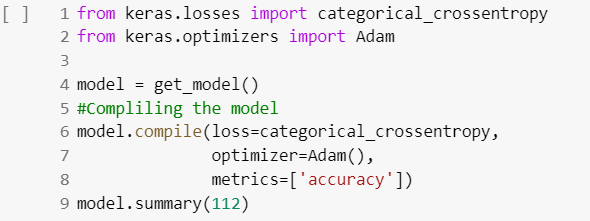 [ ] 1 from keras.losses import categorical_crossentropy
2 from keras.optimizers import Adam
3
4 model = get_model()
5 #Compliling the model
6 model.compile(loss=categorical_crossentropy,
7               optimizer=Adam(),
8               metrics=['accuracy'])
9 model.summary(112)